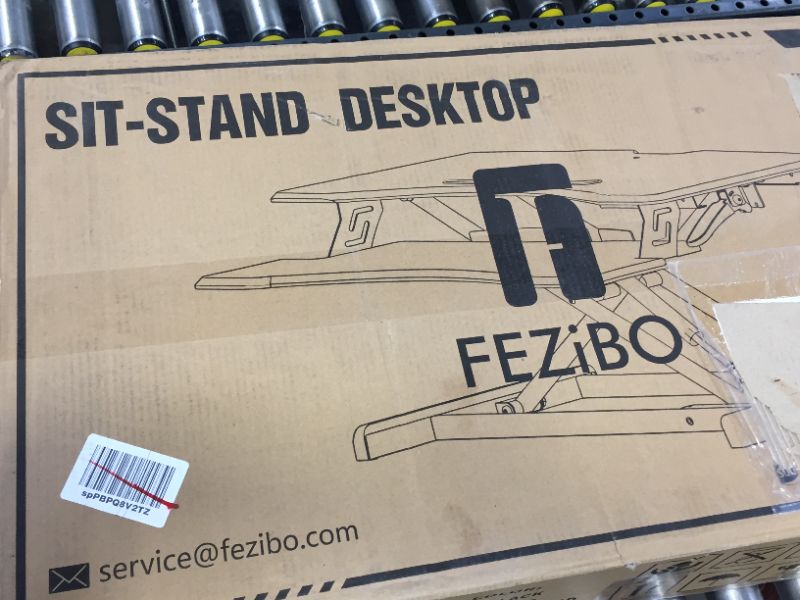 SIT-STAND DESKTOP
FEZiBO
spPBPQ8V2TZ
service@fezibo.com